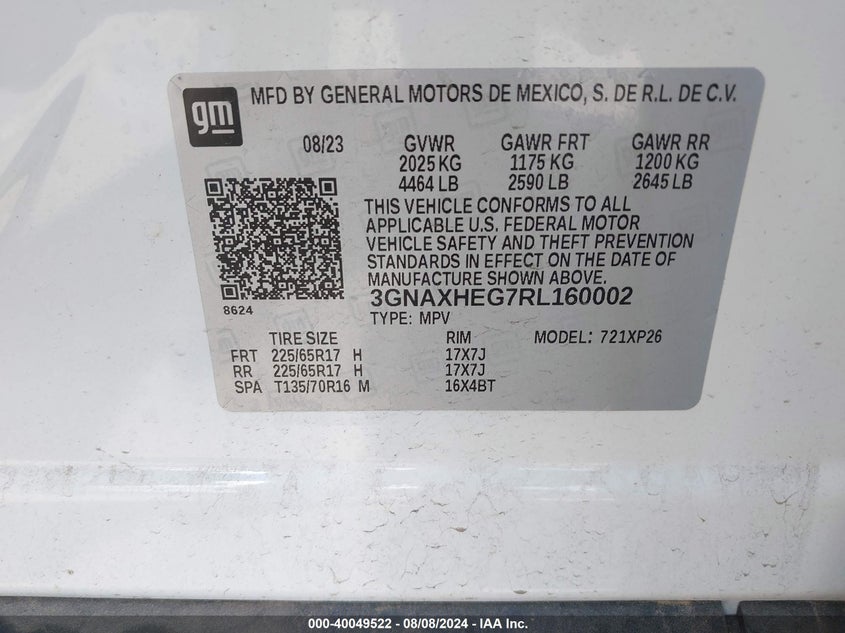 gm
MFD BY GENERAL MOTORS DE MEXICO, S. DE R.L. DE C.V.
08/23 GVWR GAWR FRT GAWR RR
2025 KG 1175 KG 1200 KG
4464 LB 2590 LB 2645 LB
THIS VEHICLE CONFORMS TO ALL
APPLICABLE U.S. FEDERAL MOTOR
VEHICLE SAFETY AND THEFT PREVENTION
STANDARDS IN EFFECT ON THE DATE OF
MANUFACTURE SHOWN ABOVE.
3GNAXHEG7RL160002
8624
TYPE: MPV
TIRE SIZE RIM MODEL: 721XP26
FRT 225/65R17 H 17X7J
RR 225/65R17 H 17X7J
SPA T135/70R16 M 16X4BT
000-40049522 - 08/08/2024 - IAA Inc.